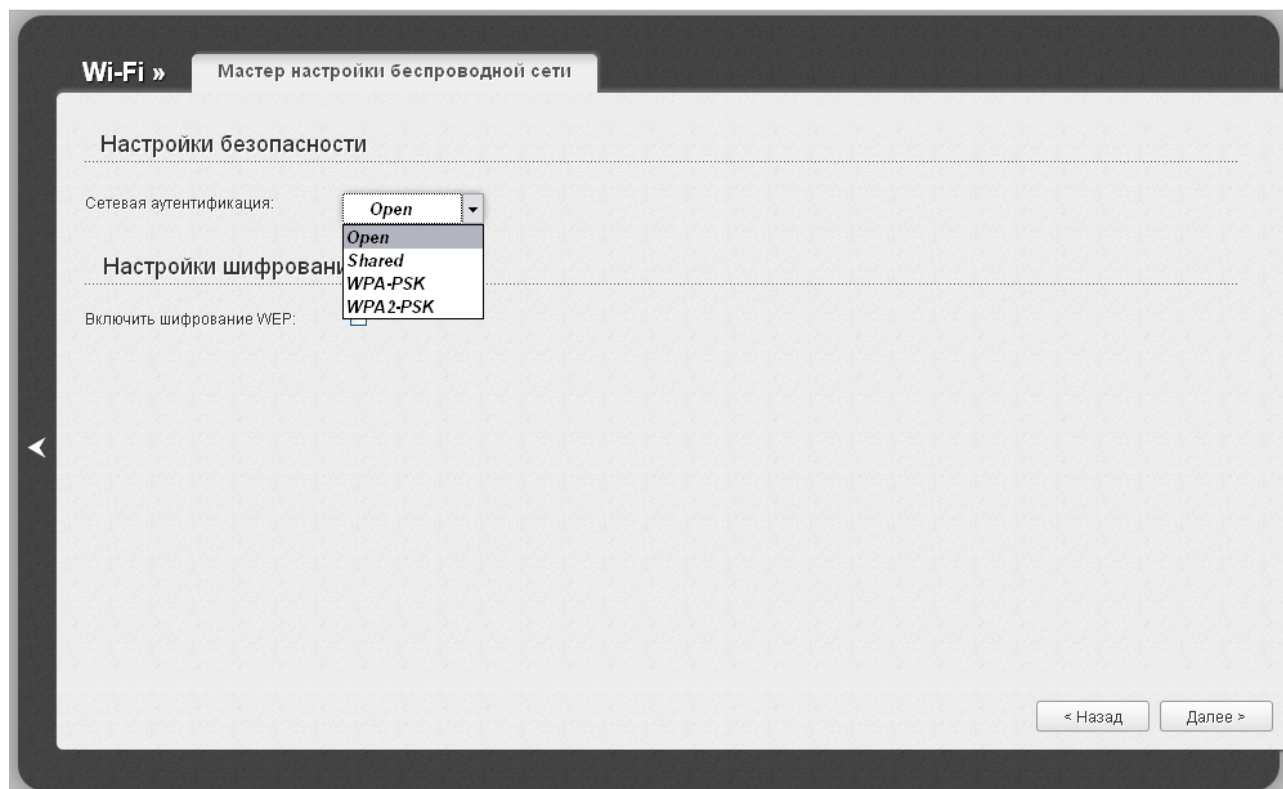 Wi-Fi »
Мастер настройки беспроводной сети
Настройки безопасности
Сетевая аутентификация:
Open
Open
Shared
WPA-PSK
WPA2-PSK
Настройки шифровани
Включить шифрование WEP:
< Назад
Далее >